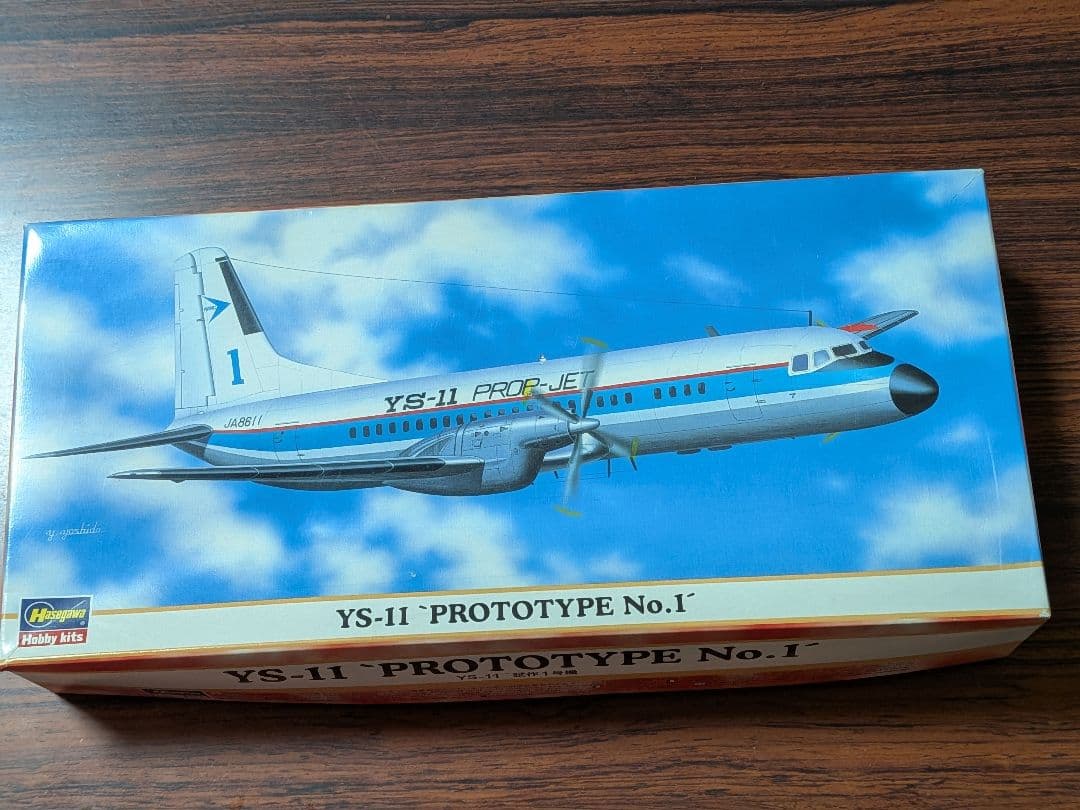 1
YS-11 PROP-JET
JA8611
y. yoshida
Hasegawa
Hobby kits
YS-11 `PROTOTYPE No.1´
YS-11 `PROTOTYPE No.1´
YS-11 試作1号機